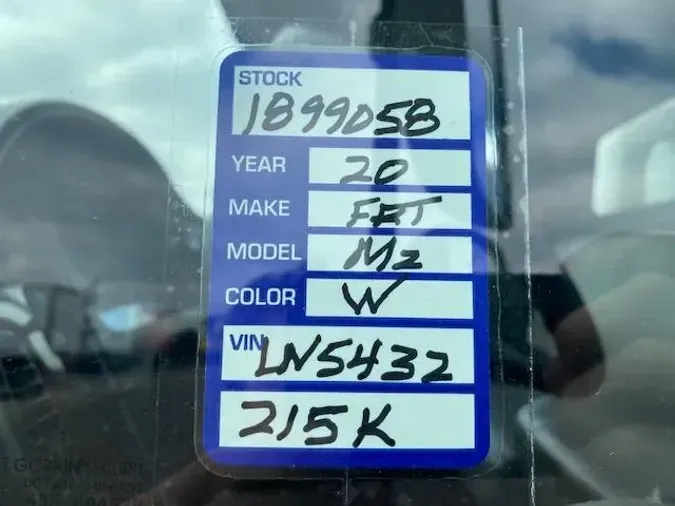 STOCK
1899058
YEAR 20
MAKE FRT
MODEL M2
COLOR W
VIN LN5432
215K